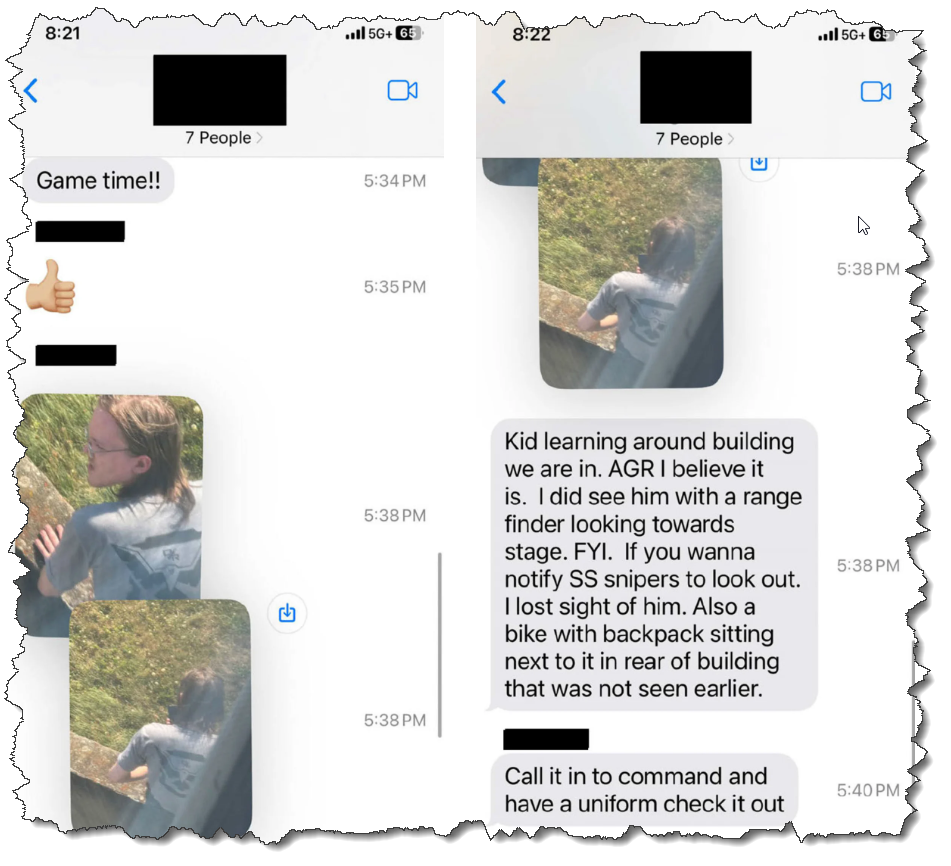 8:21
5G+ 65
7 People
Game time!!
5:34 PM
5:35 PM
5:38 PM
5:38 PM
8:22
5G+ 65
7 People
5:38 PM
Kid learning around building
we are in. AGR I believe it
is. I did see him with a range
finder looking towards
stage. FYI. If you wanna
notify SS snipers to look out.
I lost sight of him. Also a
bike with backpack sitting
next to it in rear of building
that was not seen earlier.
5:38 PM
Call it in to command and
have a uniform check it out
5:40 PM